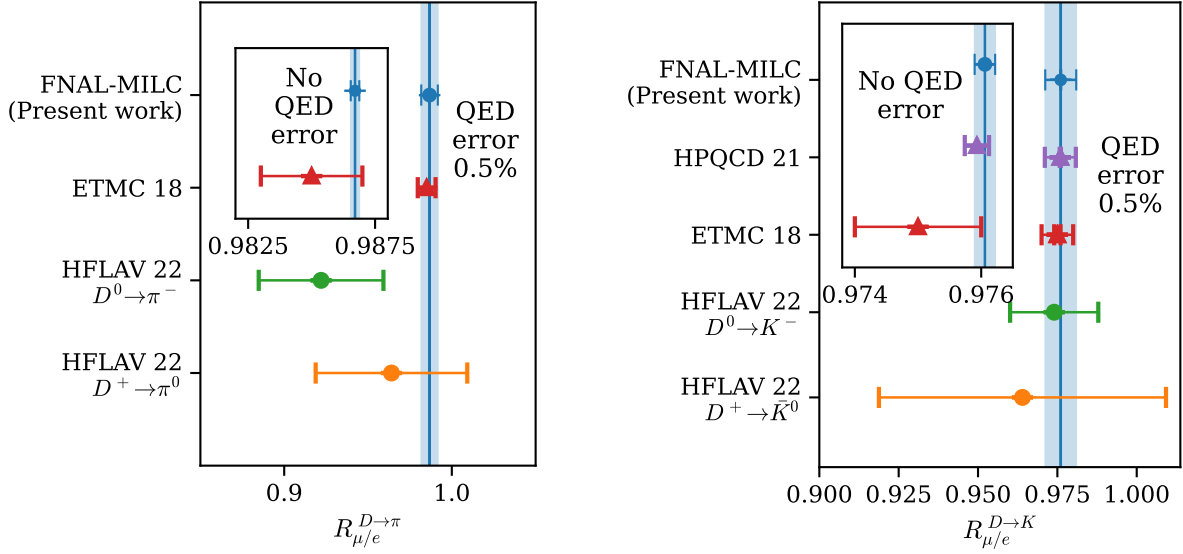 FNAL-MILC
(Present work)
ETMC 18
HFLAV 22
D⁰→π⁻
HFLAV 22
D⁺→π⁰
No
QED
error
0.9825
0.9875
QED
error
0.5%
0.9
1.0
R_{μ/e}^{D→π}
FNAL-MILC
(Present work)
HPQCD 21
ETMC 18
HFLAV 22
D⁰→K⁻
HFLAV 22
D⁺→K̄⁰
No QED
error
0.974
0.976
QED
error
0.5%
0.900
0.925
0.950
0.975
1.000
R_{μ/e}^{D→K}